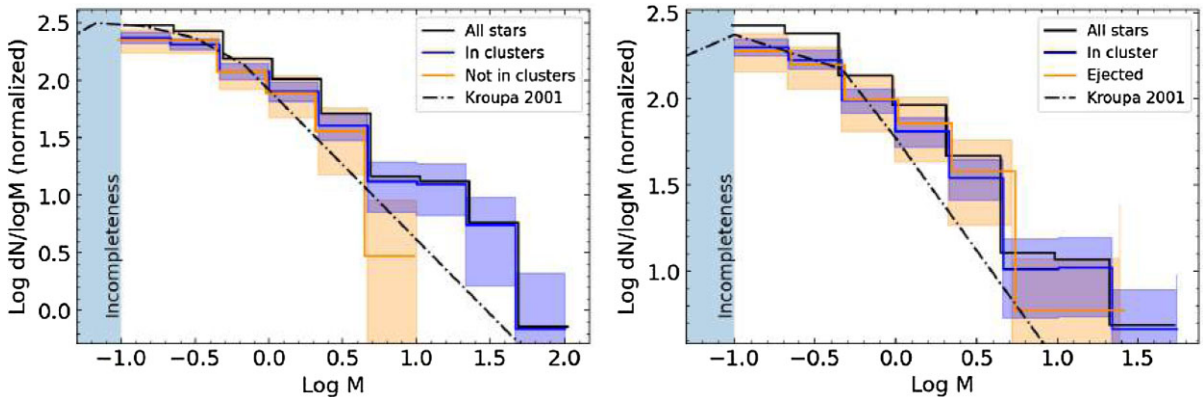 Log dN/logM (normalized)
2.5
2.0
1.5
1.0
0.5
0.0
Incompleteness
All stars
In clusters
Not in clusters
Kroupa 2001
−1.0 −0.5 0.0 0.5 1.0 1.5 2.0
Log M
Log dN/logM (normalized)
2.5
2.0
1.5
1.0
Incompleteness
All stars
In cluster
Ejected
Kroupa 2001
−1.0 −0.5 0.0 0.5 1.0 1.5
Log M